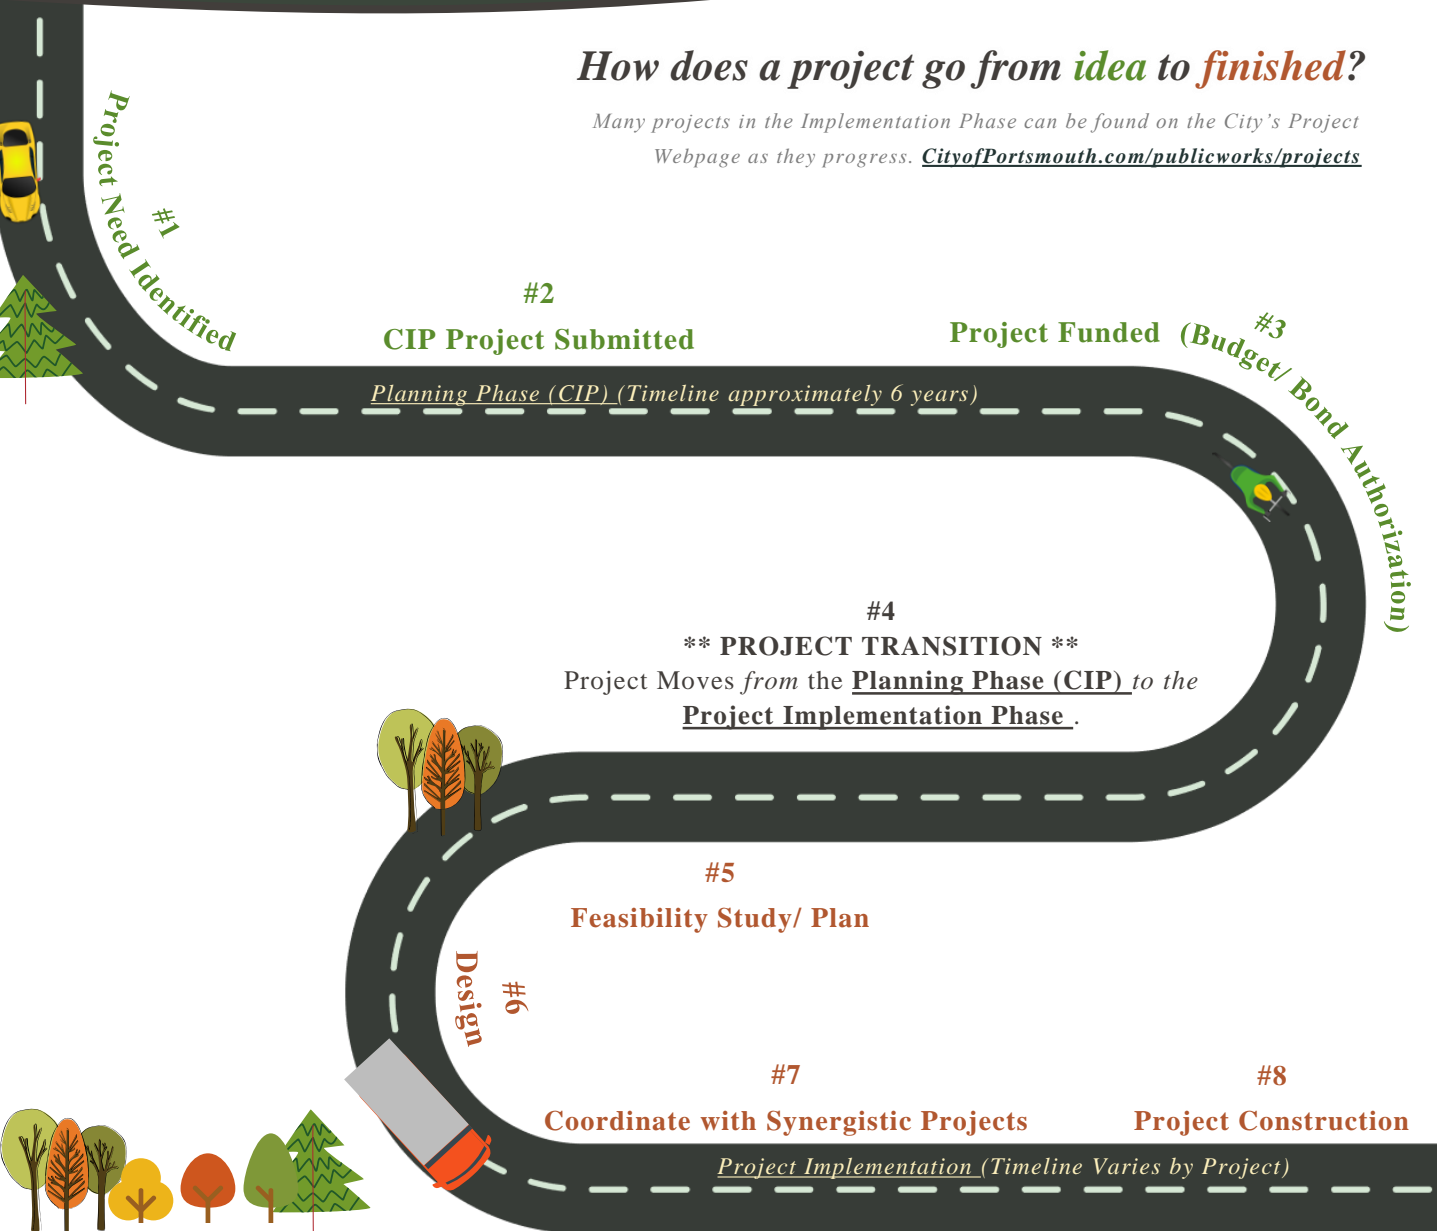 How does a project go from idea to finished?
Many projects in the Implementation Phase can be found on the City’s Project
Webpage as they progress. CityofPortsmouth.com/publicworks/projects
#1
Project Need Identified
#2
CIP Project Submitted
#3
Project Funded (Budget/ Bond Authorization)
Planning Phase (CIP) (Timeline approximately 6 years)
#4
** PROJECT TRANSITION **
Project Moves from the Planning Phase (CIP) to the
Project Implementation Phase .
#5
Feasibility Study/ Plan
#6
Design
#7
Coordinate with Synergistic Projects
#8
Project Construction
Project Implementation (Timeline Varies by Project)